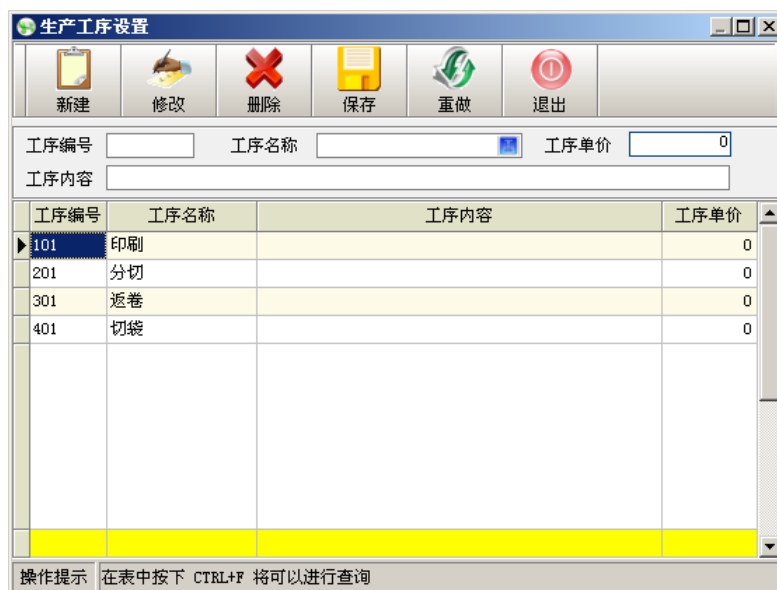 生产工序设置
新建 修改 删除 保存 重做 退出
工序编号 工序名称 工序单价 0
工序内容
工序编号 工序名称 工序内容 工序单价
101 印刷 0
201 分切 0
301 返卷 0
401 切袋 0
操作提示 在表中按下 CTRL+F 将可以进行查询